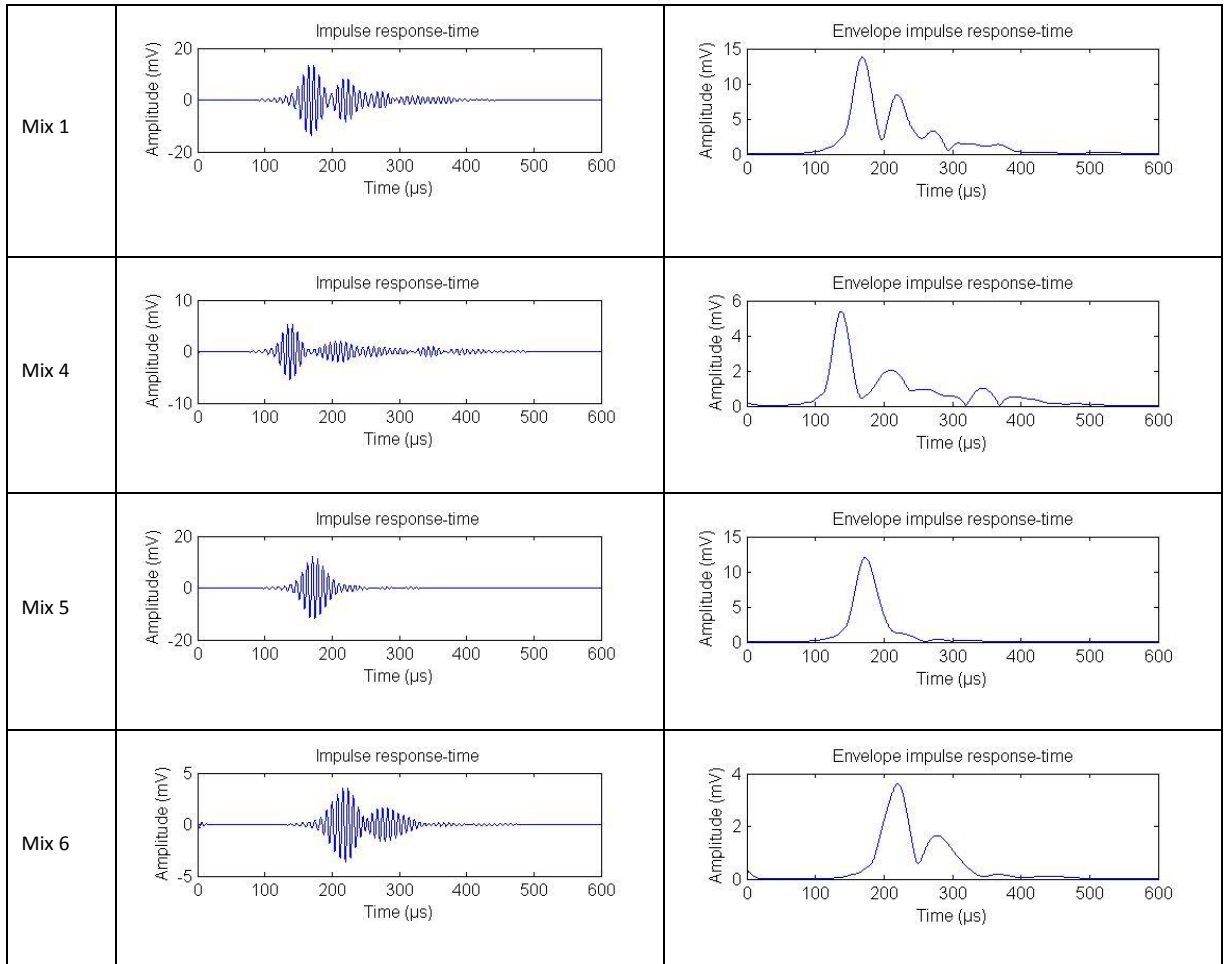 Mix 1
Impulse response-time
Amplitude (mV)
20
0
-20
0 100 200 300 400 500 600
Time (µs)
Envelope impulse response-time
Amplitude (mV)
15
10
5
0
0 100 200 300 400 500 600
Time (µs)
Mix 4
Impulse response-time
Amplitude (mV)
10
0
-10
0 100 200 300 400 500 600
Time (µs)
Envelope impulse response-time
Amplitude (mV)
6
4
2
0
0 100 200 300 400 500 600
Time (µs)
Mix 5
Impulse response-time
Amplitude (mV)
20
0
-20
0 100 200 300 400 500 600
Time (µs)
Envelope impulse response-time
Amplitude (mV)
15
10
5
0
0 100 200 300 400 500 600
Time (µs)
Mix 6
Impulse response-time
Amplitude (mV)
5
0
-5
0 100 200 300 400 500 600
Time (µs)
Envelope impulse response-time
Amplitude (mV)
4
2
0
0 100 200 300 400 500 600
Time (µs)